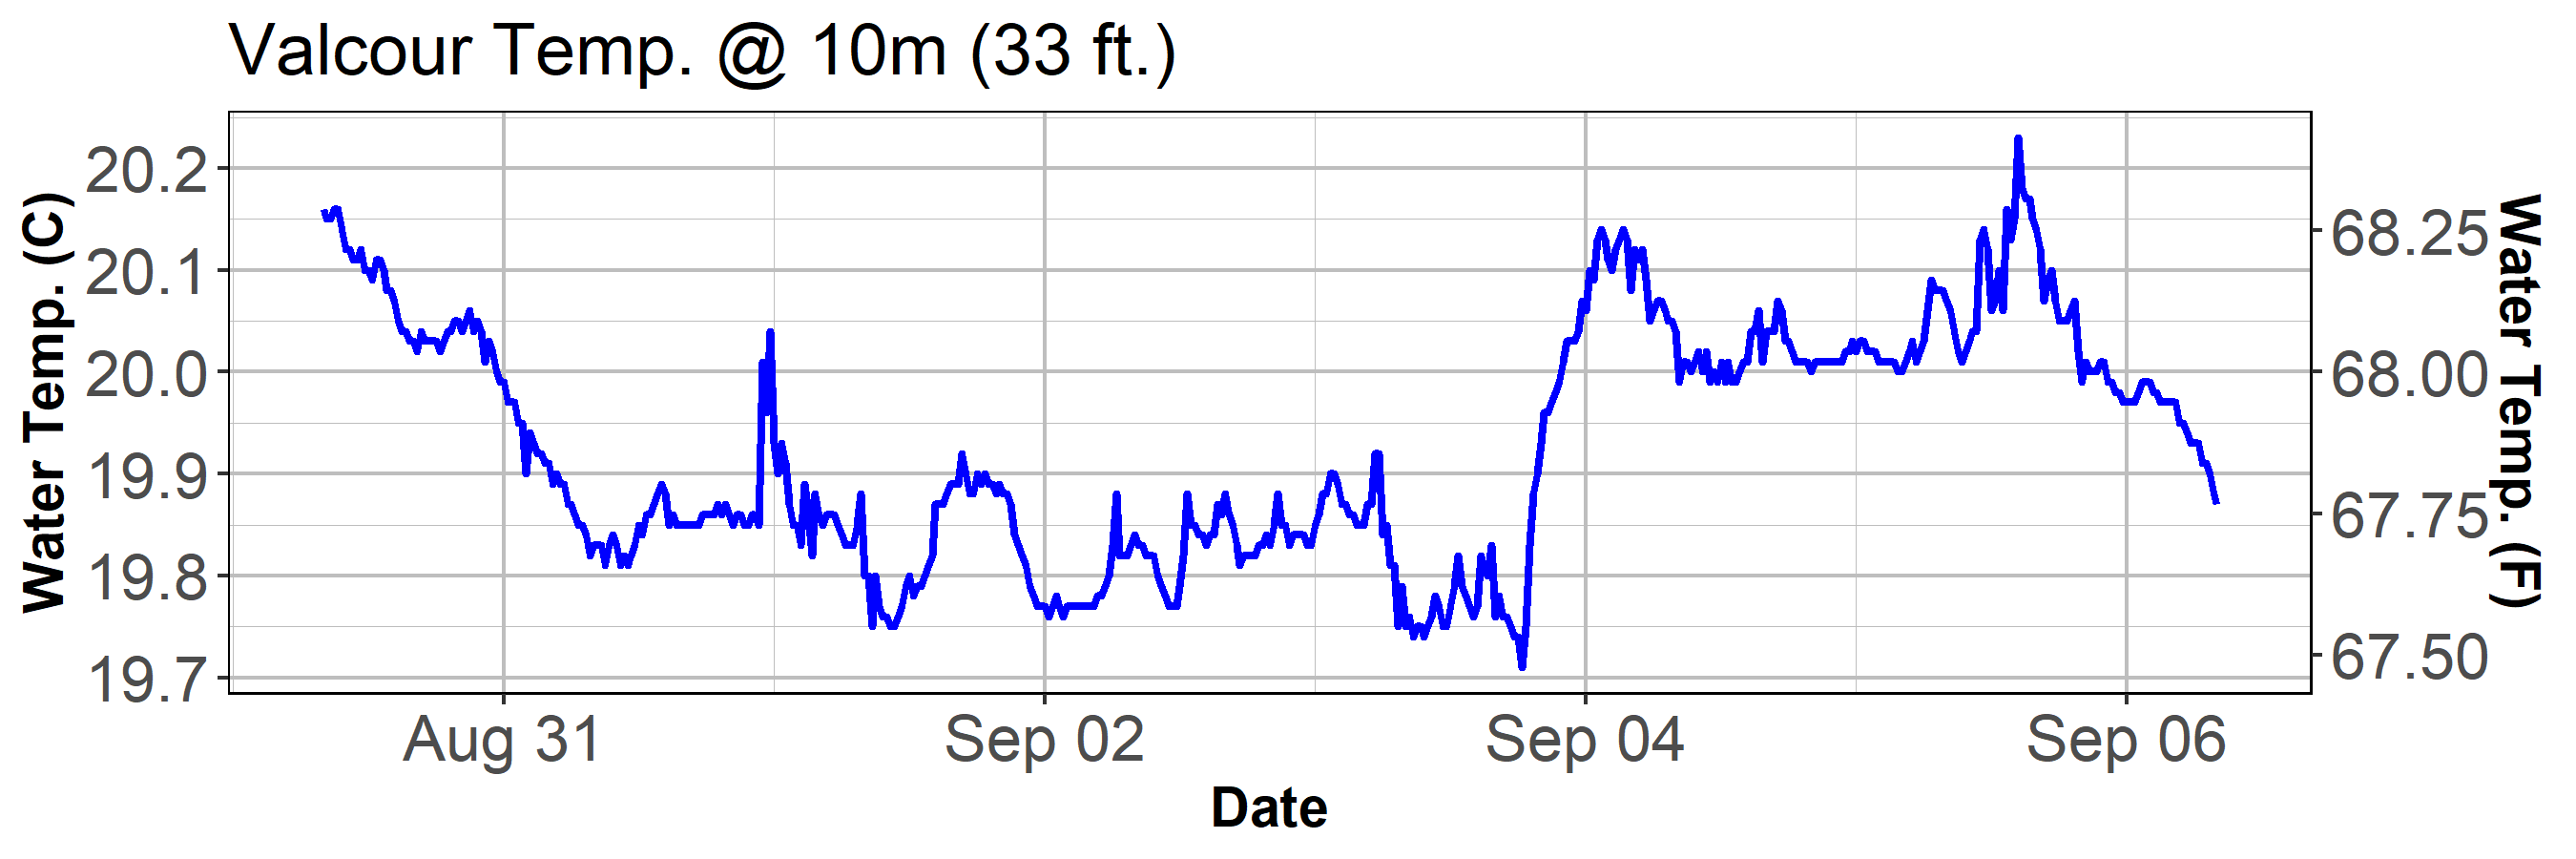 Valcour Temp. @ 10m (33 ft.)
Water Temp. (C)
20.2
20.1
20.0
19.9
19.8
19.7
68.25
68.00
67.75
67.50
Water Temp. (F)
Aug 31
Sep 02
Sep 04
Sep 06
Date